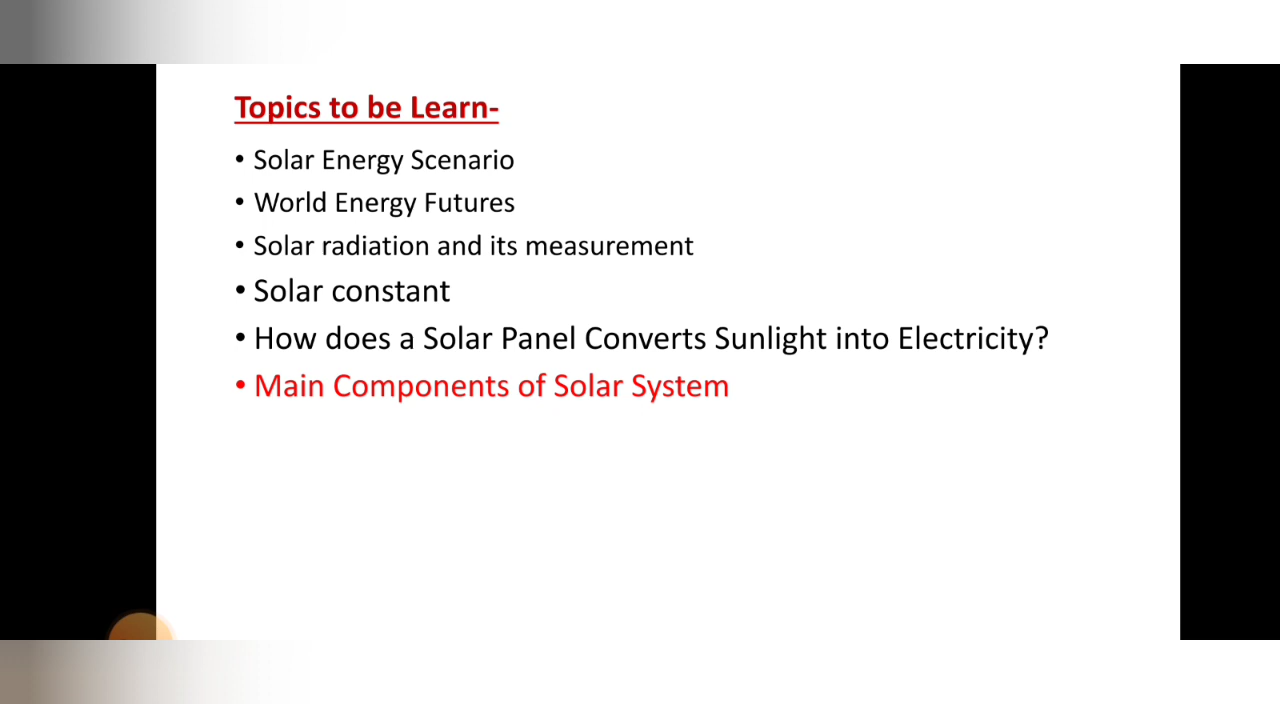 Topics to be Learn-
• Solar Energy Scenario
• World Energy Futures
• Solar radiation and its measurement
• Solar constant
• How does a Solar Panel Converts Sunlight into Electricity?
• Main Components of Solar System